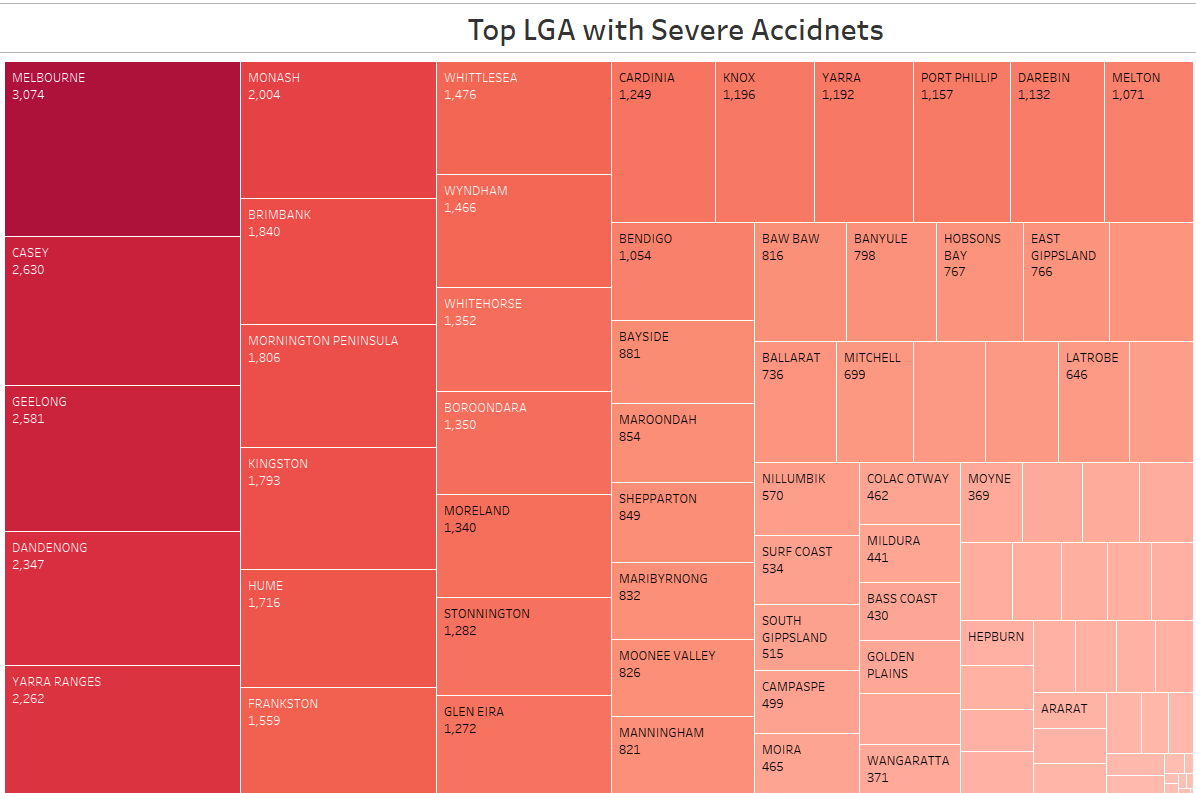 Top LGA with Severe Accidnets
MELBOURNE
3,074
CASEY
2,630
GEELONG
2,581
DANDENONG
2,347
YARRA RANGES
2,262
MONASH
2,004
BRIMBANK
1,840
MORNINGTON PENINSULA
1,806
KINGSTON
1,793
HUME
1,716
FRANKSTON
1,559
WHITTLESEA
1,476
WYNDHAM
1,466
WHITEHORSE
1,352
BOROONDARA
1,350
MORELAND
1,340
STONNINGTON
1,282
GLEN EIRA
1,272
CARDINIA
1,249
KNOX
1,196
YARRA
1,192
PORT PHILLIP
1,157
DAREBIN
1,132
MELTON
1,071
BENDIGO
1,054
BAYSIDE
881
MAROONDAH
854
SHEPPARTON
849
MARIBYRNONG
832
MOONEE VALLEY
826
MANNINGHAM
821
BAW BAW
816
BANYULE
798
HOBSONS
BAY
767
EAST
GIPPSLAND
766
BALLARAT
736
MITCHELL
699
LATROBE
646
NILLUMBIK
570
SURF COAST
534
SOUTH
GIPPSLAND
515
CAMPASPE
499
MOIRA
465
COLAC OTWAY
462
MILDURA
441
BASS COAST
430
GOLDEN
PLAINS
WANGARATTA
371
MOYNE
369
HEPBURN
ARARAT